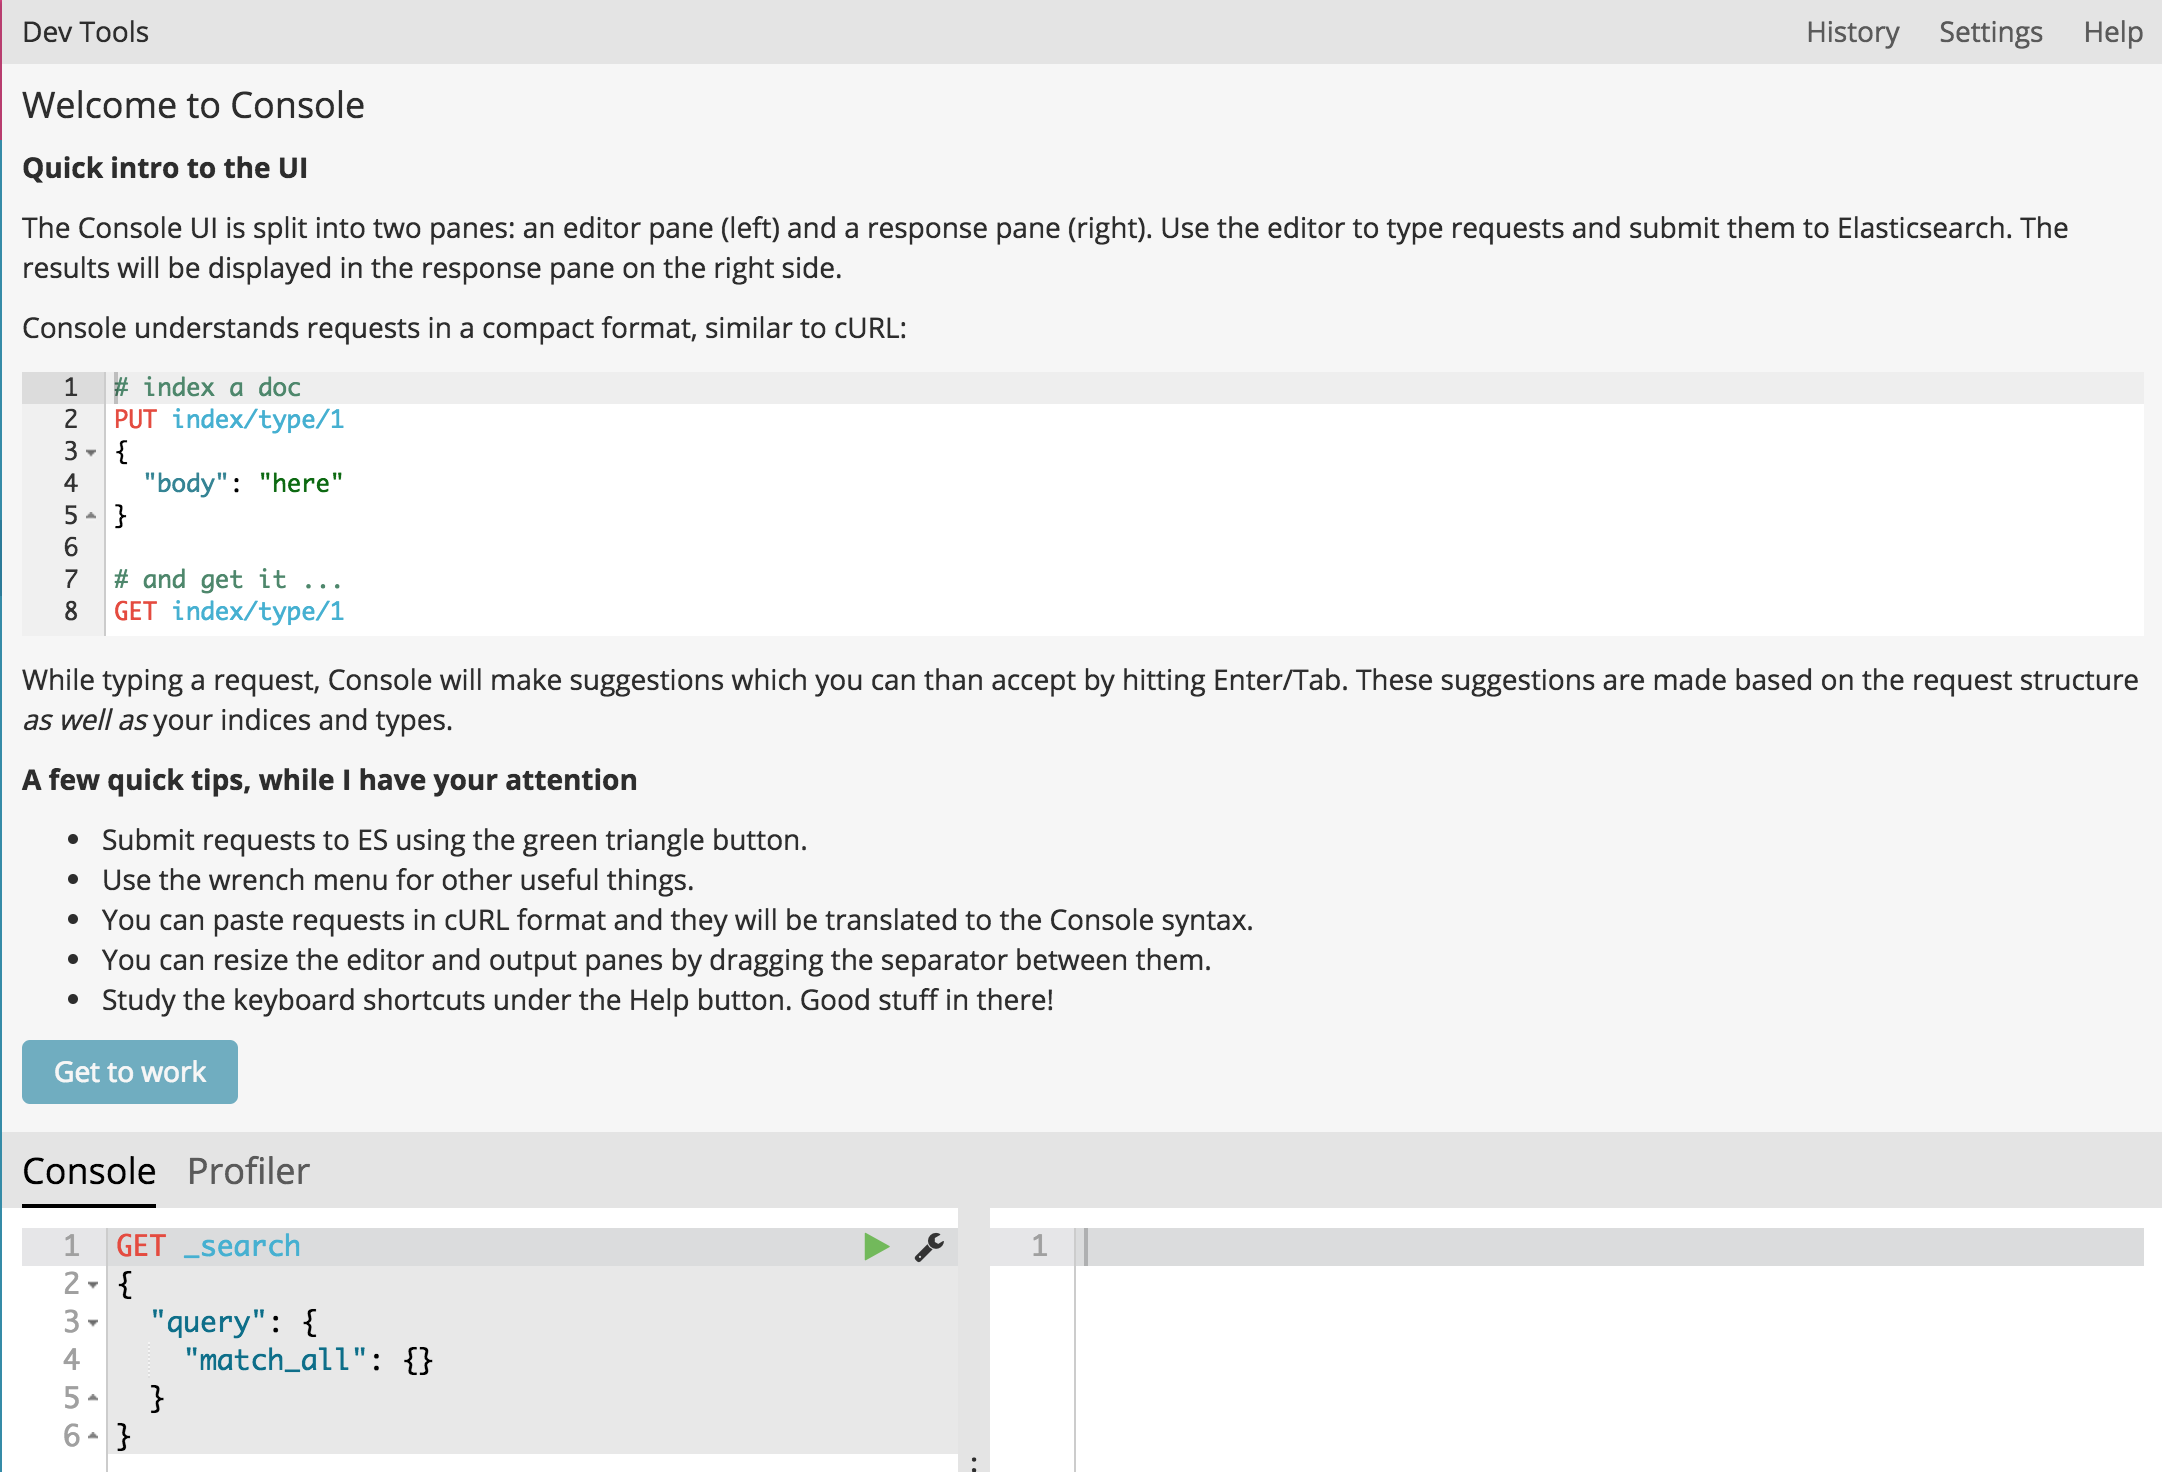 Dev Tools
History Settings Help
Welcome to Console
Quick intro to the UI
The Console UI is split into two panes: an editor pane (left) and a response pane (right). Use the editor to type requests and submit them to Elasticsearch. The
results will be displayed in the response pane on the right side.
Console understands requests in a compact format, similar to cURL:
1 # index a doc
2 PUT index/type/1
3 {
4   "body": "here"
5 }
6
7 # and get it ...
8 GET index/type/1
While typing a request, Console will make suggestions which you can than accept by hitting Enter/Tab. These suggestions are made based on the request structure
as well as your indices and types.
A few quick tips, while I have your attention
• Submit requests to ES using the green triangle button.
• Use the wrench menu for other useful things.
• You can paste requests in cURL format and they will be translated to the Console syntax.
• You can resize the editor and output panes by dragging the separator between them.
• Study the keyboard shortcuts under the Help button. Good stuff in there!
Get to work
Console Profiler
1 GET _search
2 {
3   "query": {
4     "match_all": {}
5   }
6 }
1